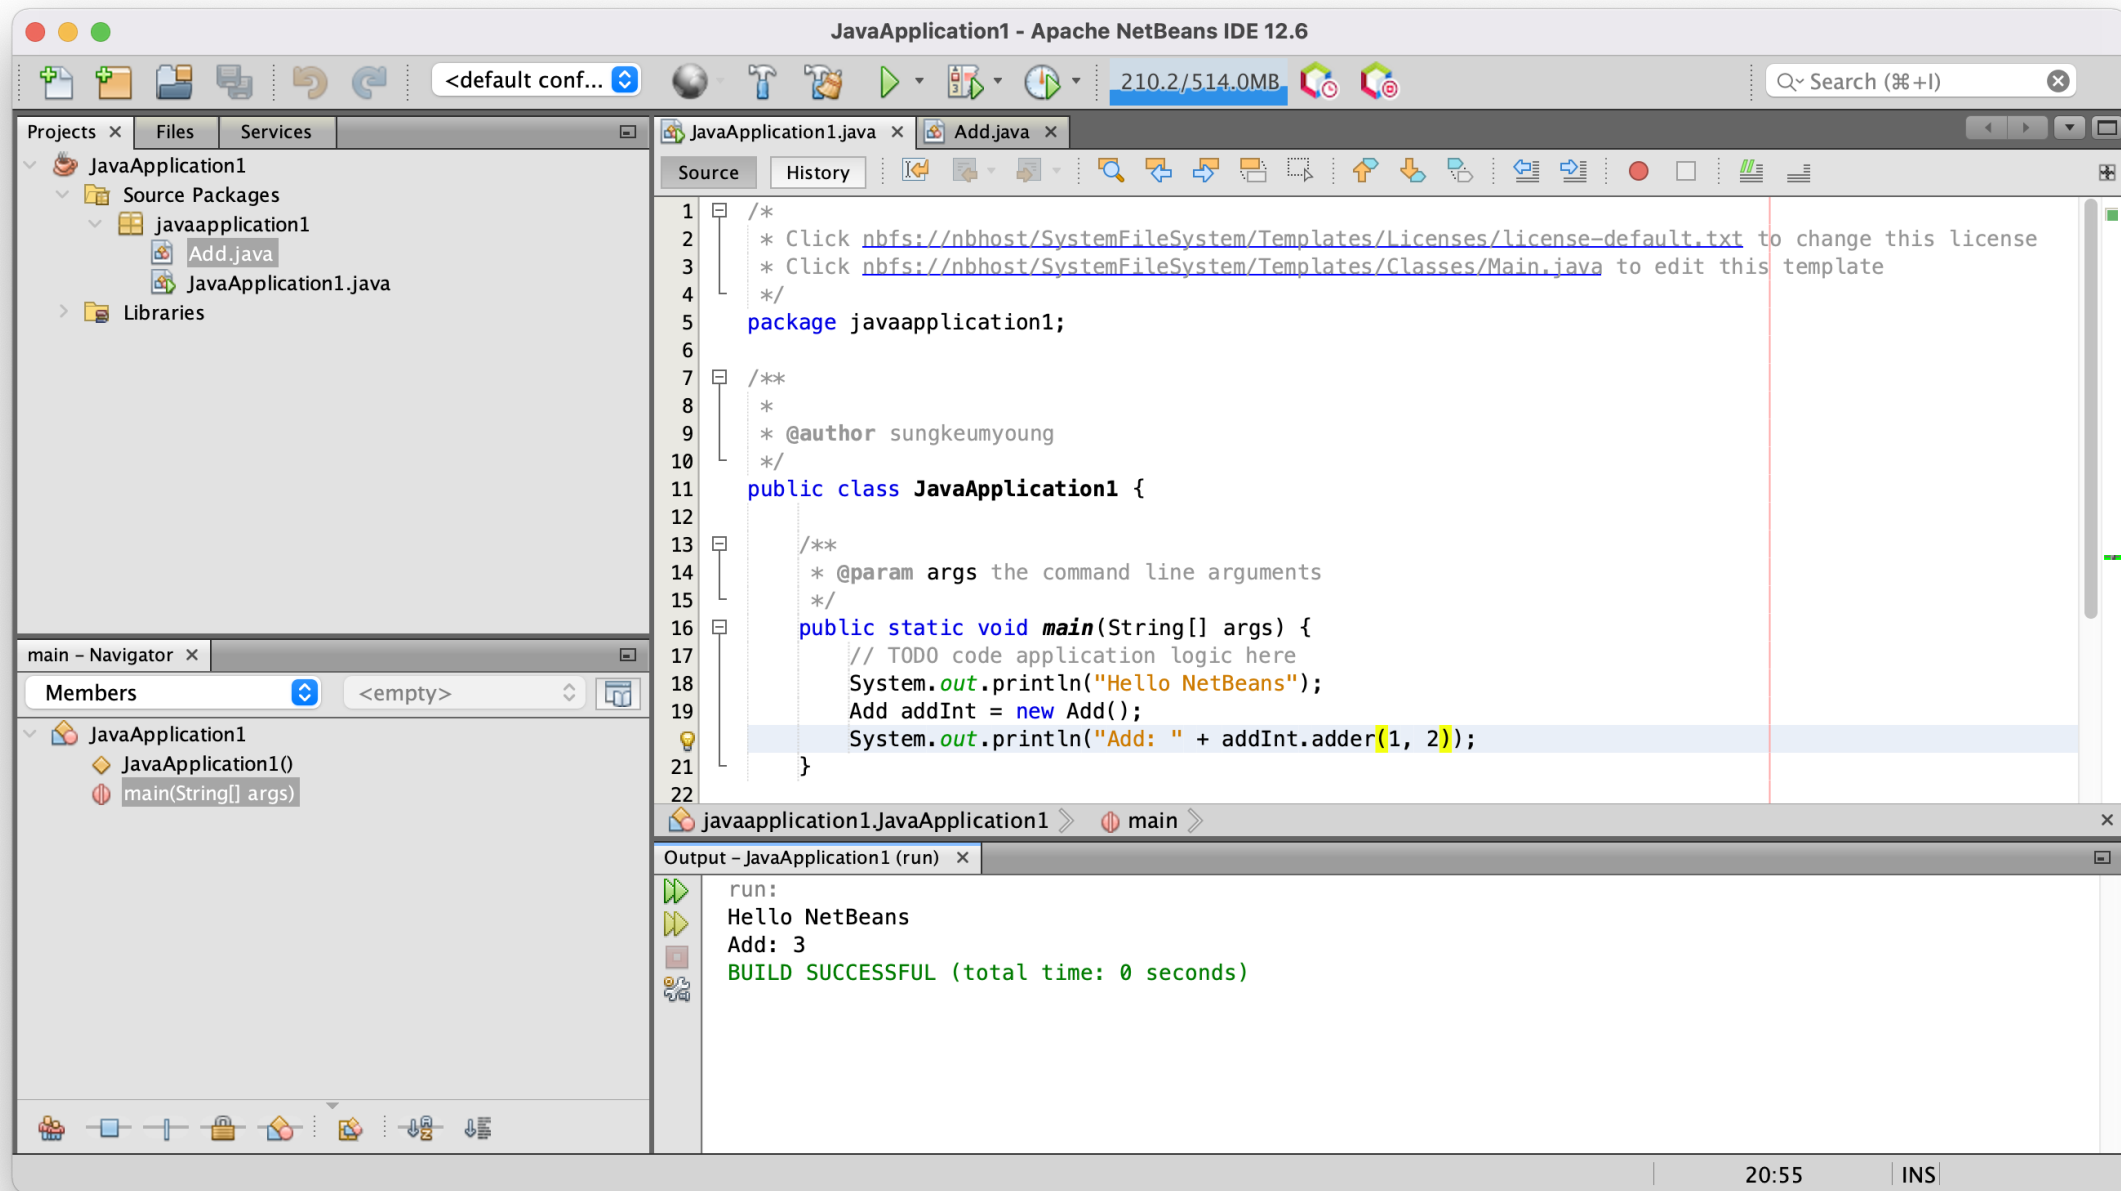 JavaApplication1 - Apache NetBeans IDE 12.6
<default conf...
210.2/514.0MB
Search (⌘+I)
Projects
Files
Services
JavaApplication1
Source Packages
javaapplication1
Add.java
JavaApplication1.java
Libraries
main – Navigator
Members
<empty>
JavaApplication1
JavaApplication1()
main(String[] args)
JavaApplication1.java
Add.java
Source
History
1 /*
2 * Click nbfs://nbhost/SystemFileSystem/Templates/Licenses/license-default.txt to change this license
3 * Click nbfs://nbhost/SystemFileSystem/Templates/Classes/Main.java to edit this template
4 */
5 package javaapplication1;
6
7 /**
8 *
9 * @author sungkeumyoung
10 */
11 public class JavaApplication1 {
12
13 /**
14 * @param args the command line arguments
15 */
16 public static void main(String[] args) {
17 // TODO code application logic here
18 System.out.println("Hello NetBeans");
19 Add addInt = new Add();
System.out.println("Add: " + addInt.adder(1, 2));
21 }
22
javaapplication1.JavaApplication1
main
Output – JavaApplication1 (run)
run:
Hello NetBeans
Add: 3
BUILD SUCCESSFUL (total time: 0 seconds)
20:55
INS